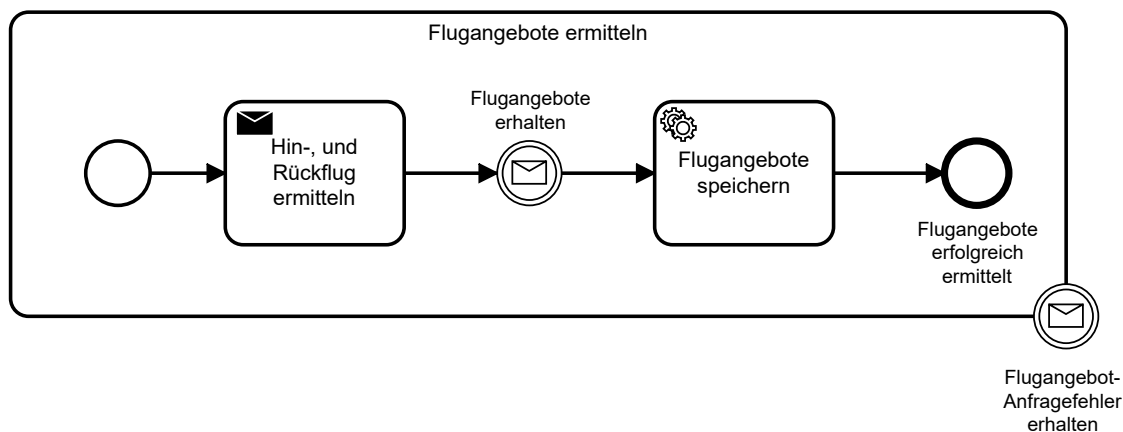 Flugangebote ermitteln
Hin-, und
Rückflug
ermitteln
Flugangebote
erhalten
Flugangebote
speichern
Flugangebote
erfolgreich
ermittelt
Flugangebot-
Anfragefehler
erhalten